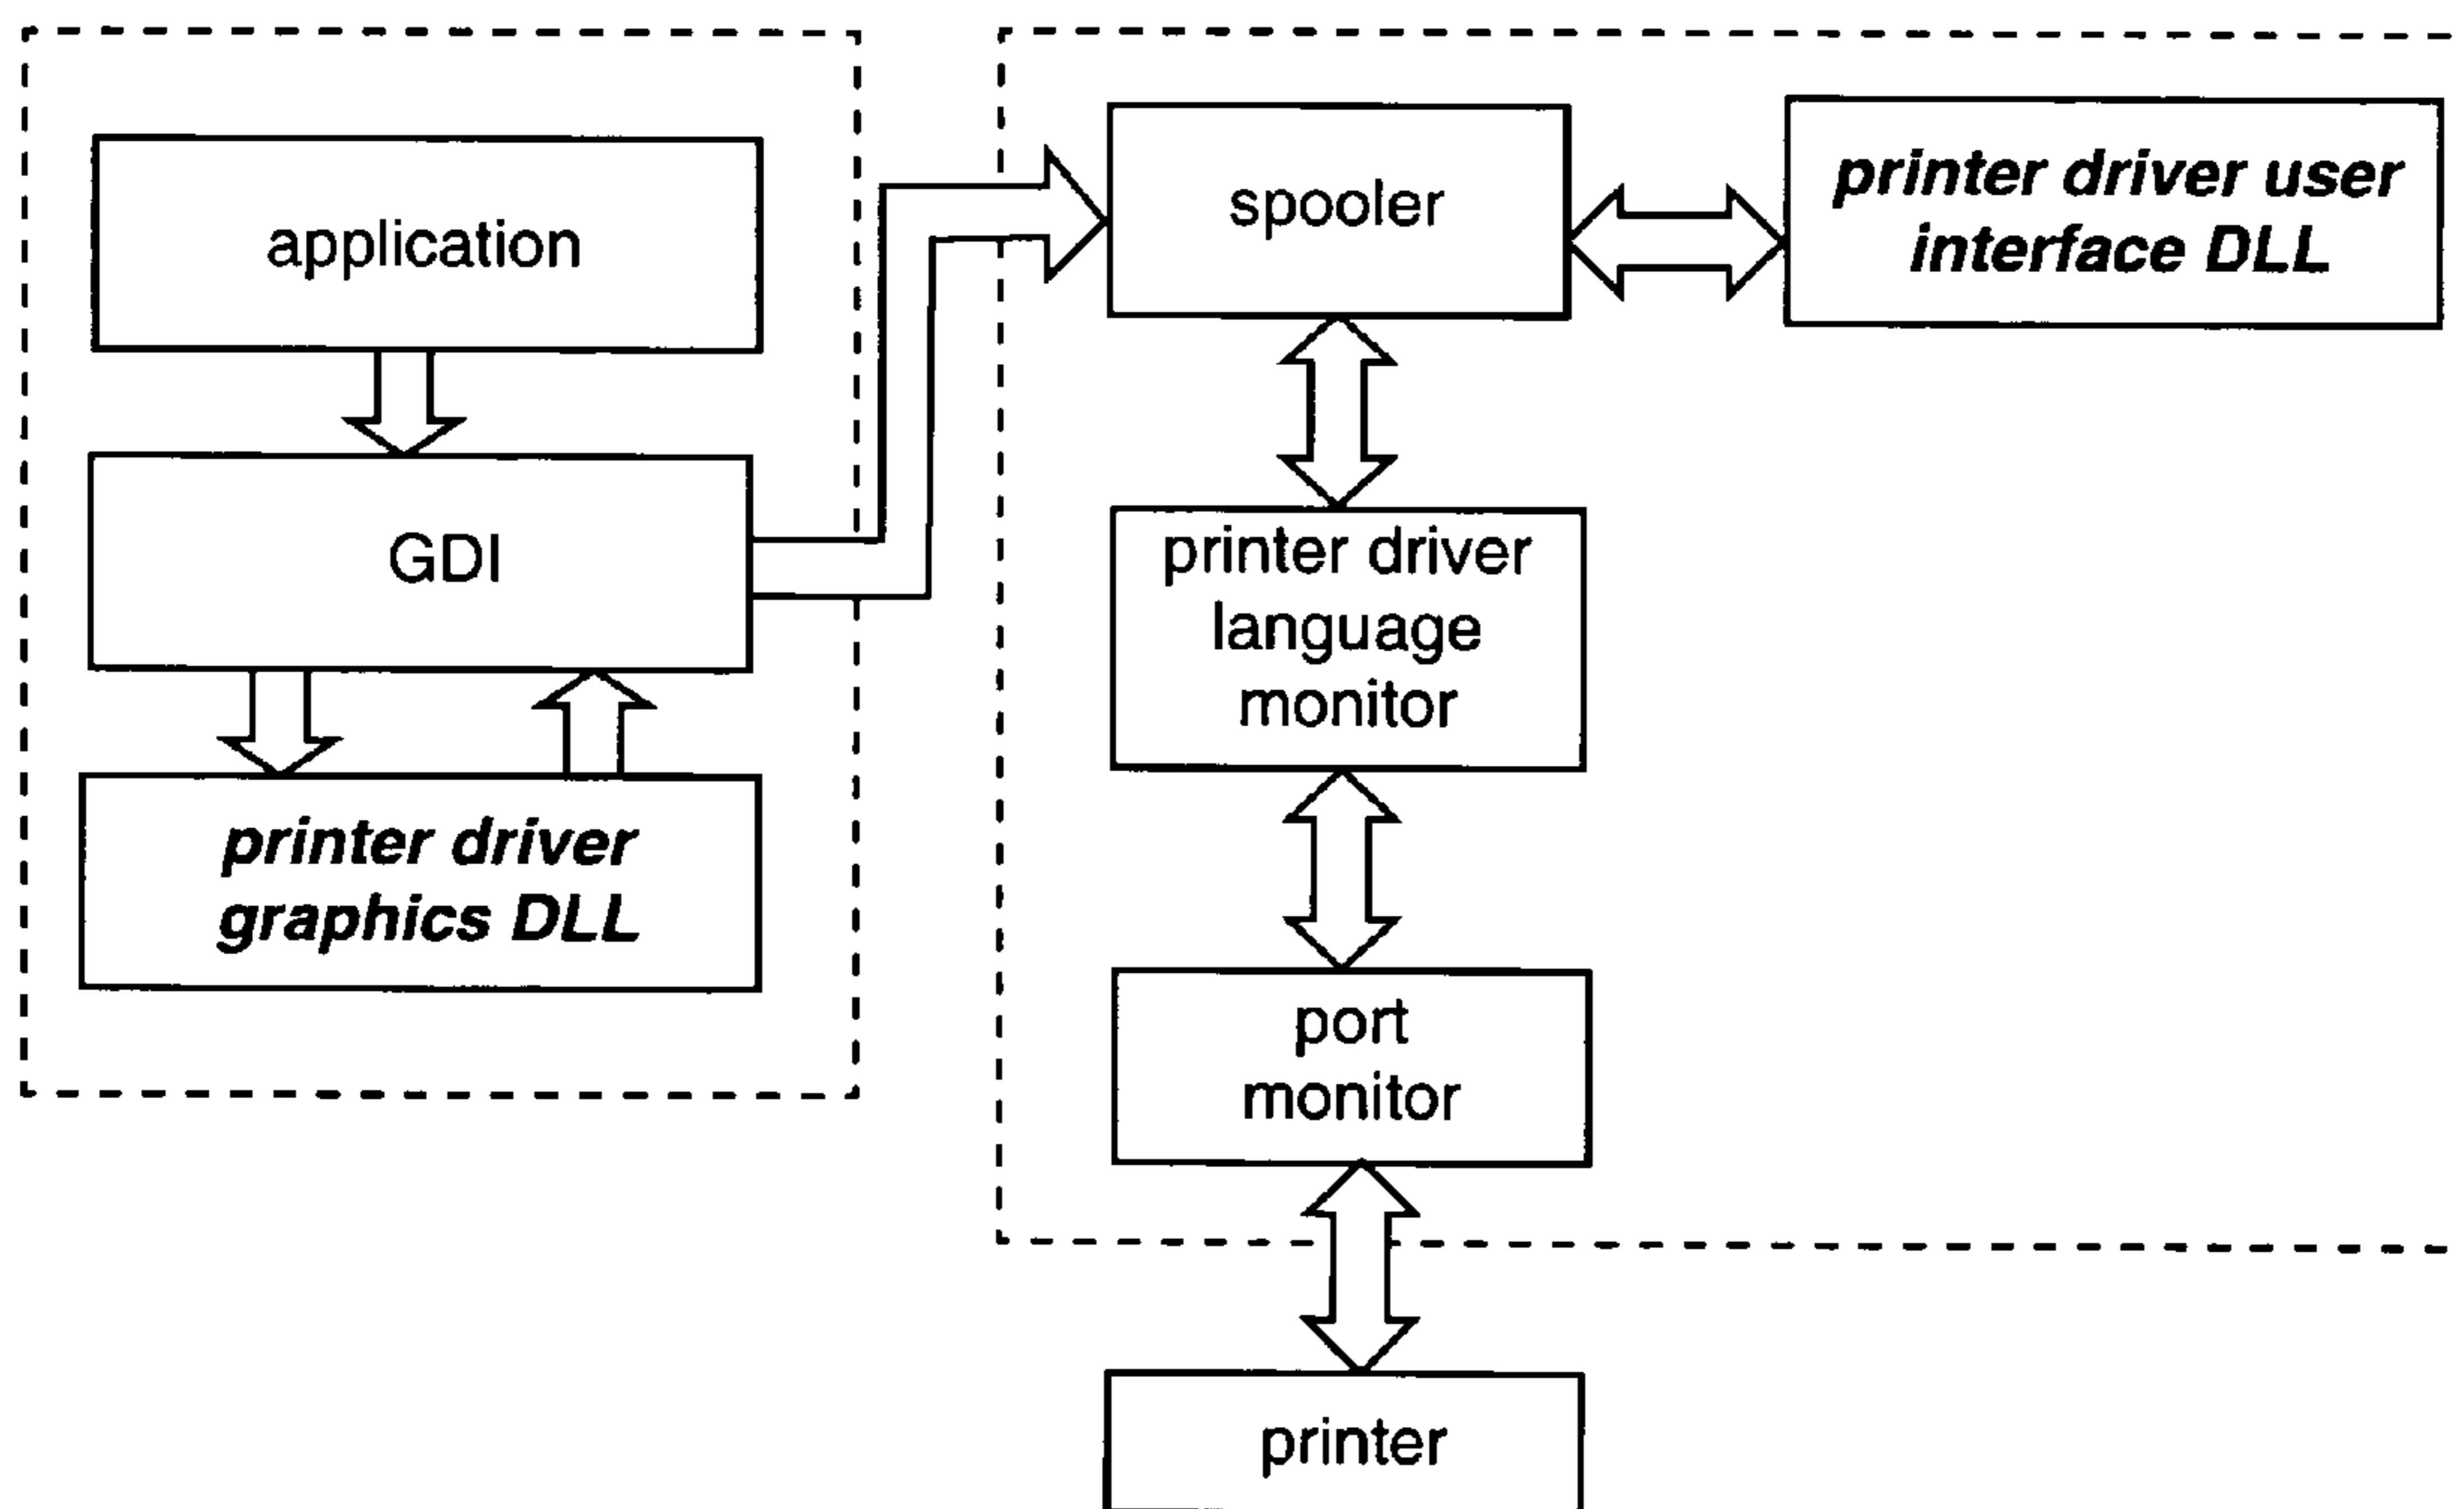 application
GDI
printer driver
graphics DLL
spooler
printer driver user
interface DLL
printer driver
language
monitor
port
monitor
printer